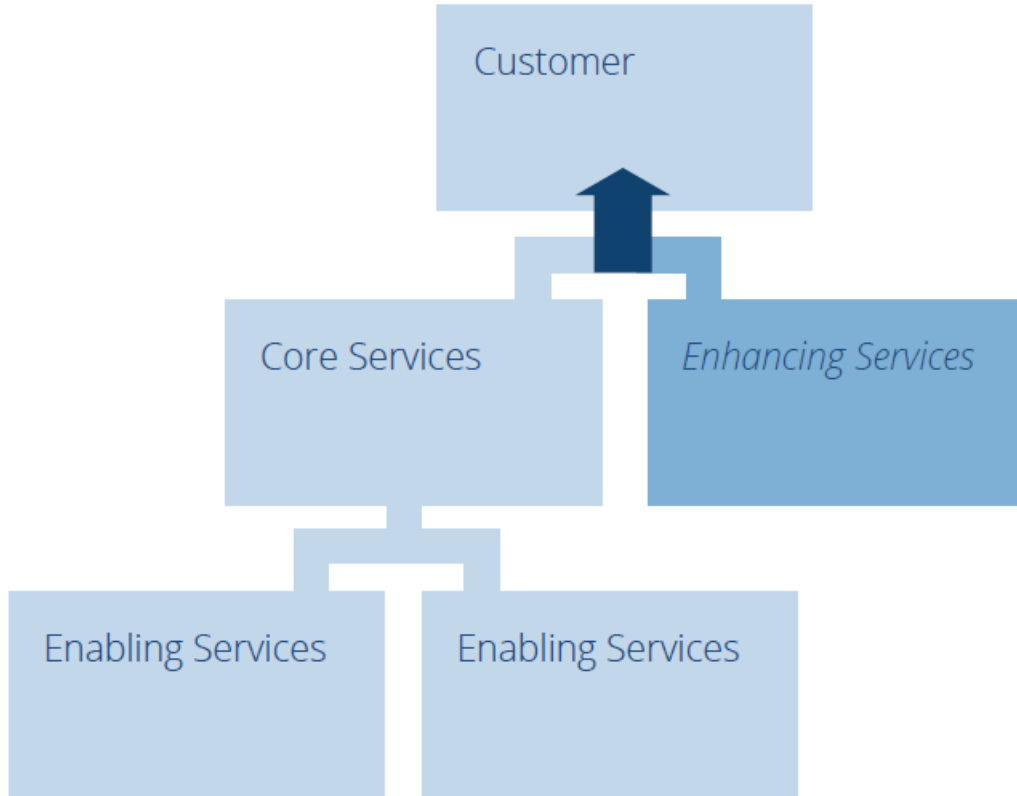 Customer
Core Services
Enhancing Services
Enabling Services
Enabling Services